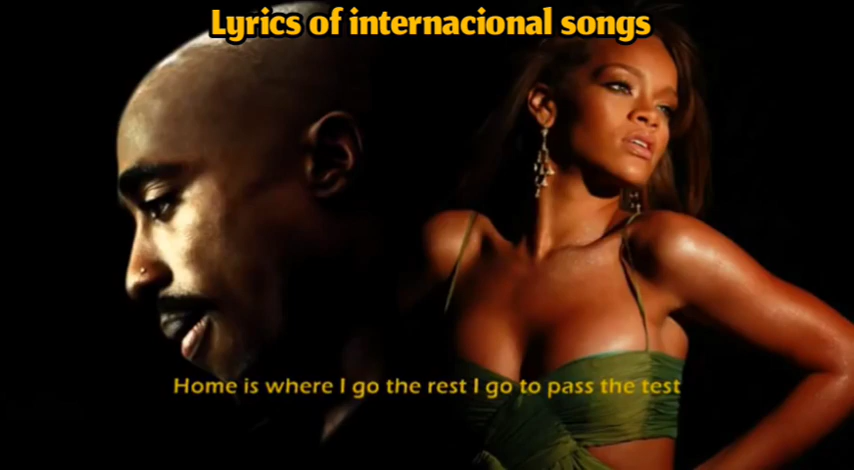 Lyrics of internacional songs
Home is where I go the rest I go to pass the test